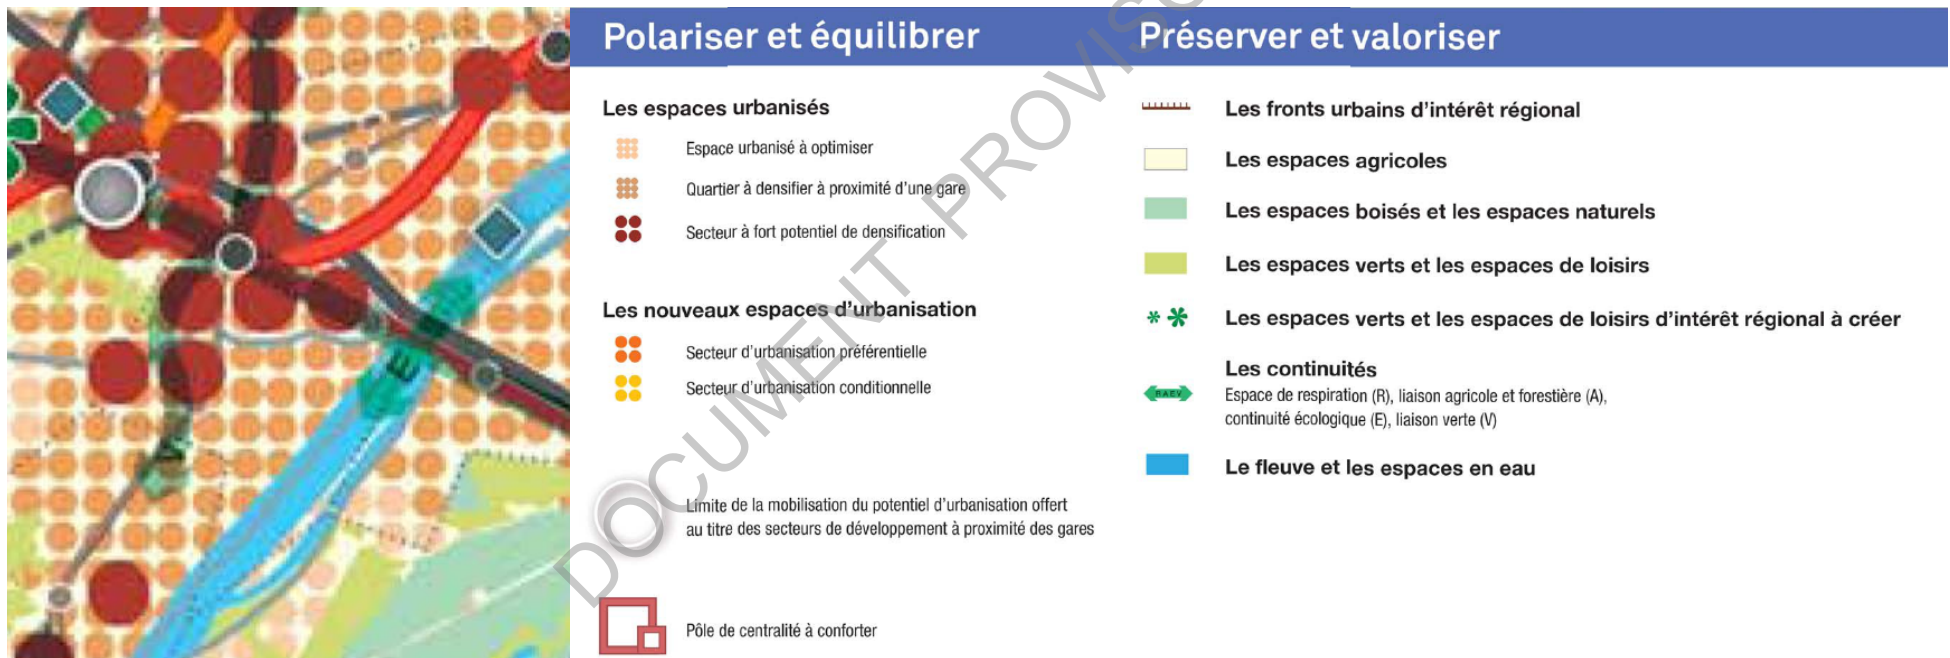 Polariser et équilibrer
Les espaces urbanisés
Espace urbanisé à optimiser
Quartier à densifier à proximité d'une gare
Secteur à fort potentiel de densification
Les nouveaux espaces d'urbanisation
Secteur d'urbanisation préférentielle
Secteur d'urbanisation conditionnelle
Limite de la mobilisation du potentiel d'urbanisation offert
au titre des secteurs de développement à proximité des gares
Pôle de centralité à conforter
Préserver et valoriser
Les fronts urbains d'intérêt régional
Les espaces agricoles
Les espaces boisés et les espaces naturels
Les espaces verts et les espaces de loisirs
Les espaces verts et les espaces de loisirs d'intérêt régional à créer
Les continuités
R A E V
Espace de respiration (R), liaison agricole et forestière (A),
continuité écologique (E), liaison verte (V)
Le fleuve et les espaces en eau
E
DOCUMENT PROVISO